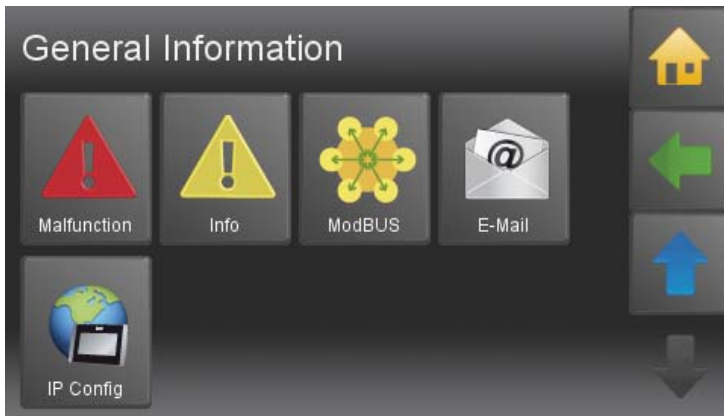 General Information
Malfunction
Info
ModBUS
E-Mail
@
IP Config